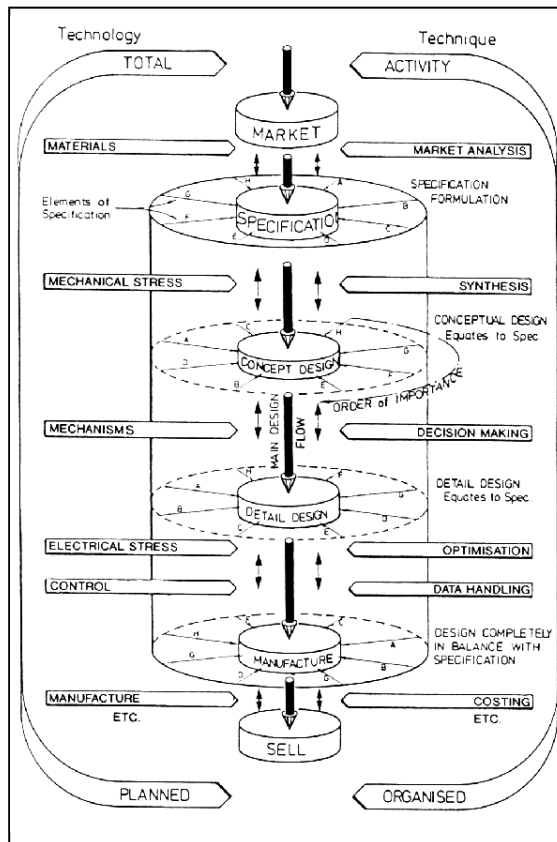 Technology
Technique
TOTAL
ACTIVITY
MARKET
MATERIALS
MARKET ANALYSIS
H
A
G
B
Elements of
Specification
SPECIFICATION
FORMULATION
F
C
E
D
SPECIFICATION
MECHANICAL STRESS
SYNTHESIS
C
H
CONCEPTUAL DESIGN
Equates to Spec
A
G
CONCEPT DESIGN
D
F
B
E
ORDER of IMPORTANCE
MAIN DESIGN
FLOW
MECHANISMS
DECISION MAKING
H
F
A
G
DETAIL DESIGN
Equates to Spec
B
D
DETAIL DESIGN
C
E
ELECTRICAL STRESS
OPTIMISATION
CONTROL
DATA HANDLING
H
A
DESIGN COMPLETELY
IN BALANCE WITH
SPECIFICATION
G
MANUFACTURE
D
G
MANUFACTURE
COSTING
ETC.
ETC.
SELL
PLANNED
ORGANISED